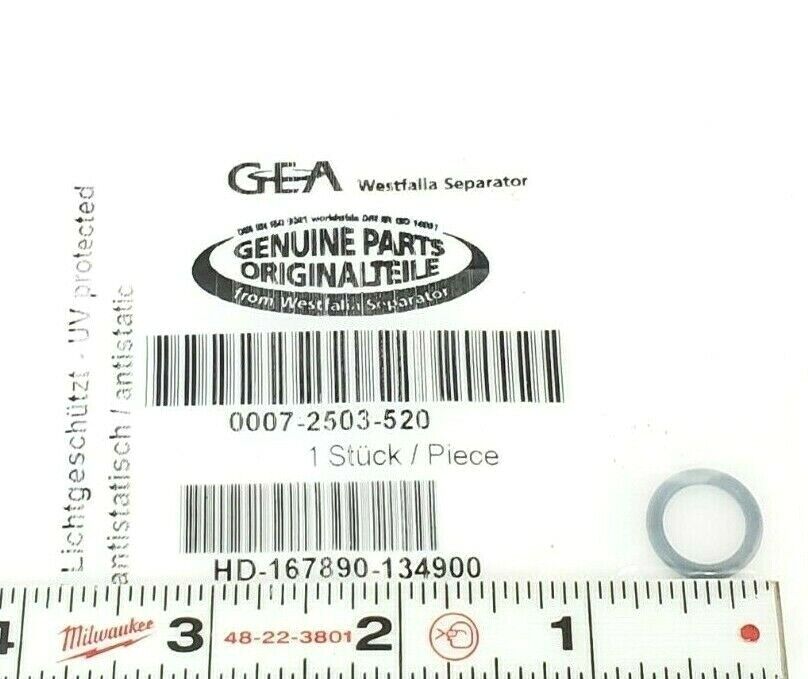 GEA Westfalia Separator
GENUINE PARTS
ORIGINALTEILE
from Westfalia Separator
0007-2503-520
1 Stück / Piece
HD-167890-134900
Lichtgeschützt - UV protected
antistatisch / antistatic
4 Milwaukee 3 48-22-3801 2 1